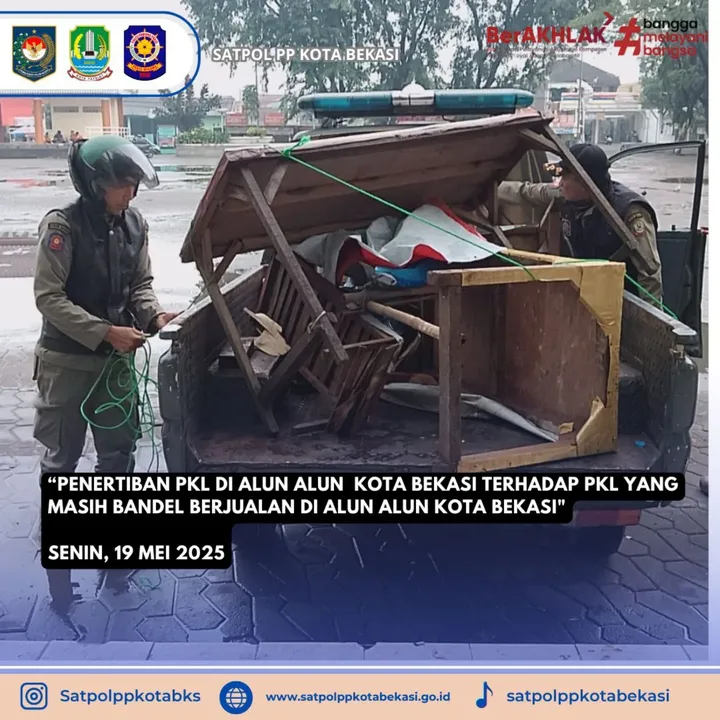 SATPOL PP KOTA BEKASI
BerAKHLAK
#bangga
melayani
bangsa
“PENERTIBAN PKL DI ALUN ALUN KOTA BEKASI TERHADAP PKL YANG
MASIH BANDEL BERJUALAN DI ALUN ALUN KOTA BEKASI"
SENIN, 19 MEI 2025
Satpolppkotabks
www.satpolppkotabekasi.go.id
satpolppkotabekasi